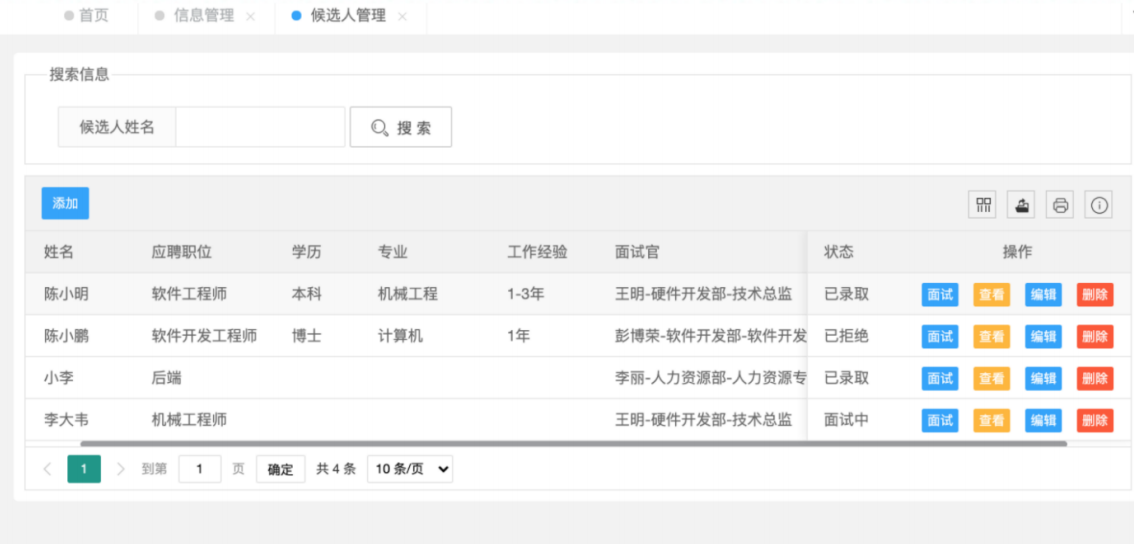 首页 信息管理 候选人管理
搜索信息
候选人姓名 搜 索
添加
姓名 应聘职位 学历 专业 工作经验 面试官 状态 操作
陈小明 软件工程师 本科 机械工程 1-3年 王明-硬件开发部-技术总监 已录取 面试 查看 编辑 删除
陈小鹏 软件开发工程师 博士 计算机 1年 彭博荣-软件开发部-软件开发 已拒绝 面试 查看 编辑 删除
小李 后端 李丽-人力资源部-人力资源专 已录取 面试 查看 编辑 删除
李大韦 机械工程师 王明-硬件开发部-技术总监 面试中 面试 查看 编辑 删除
1 到第 1 页 确定 共 4 条 10 条/页